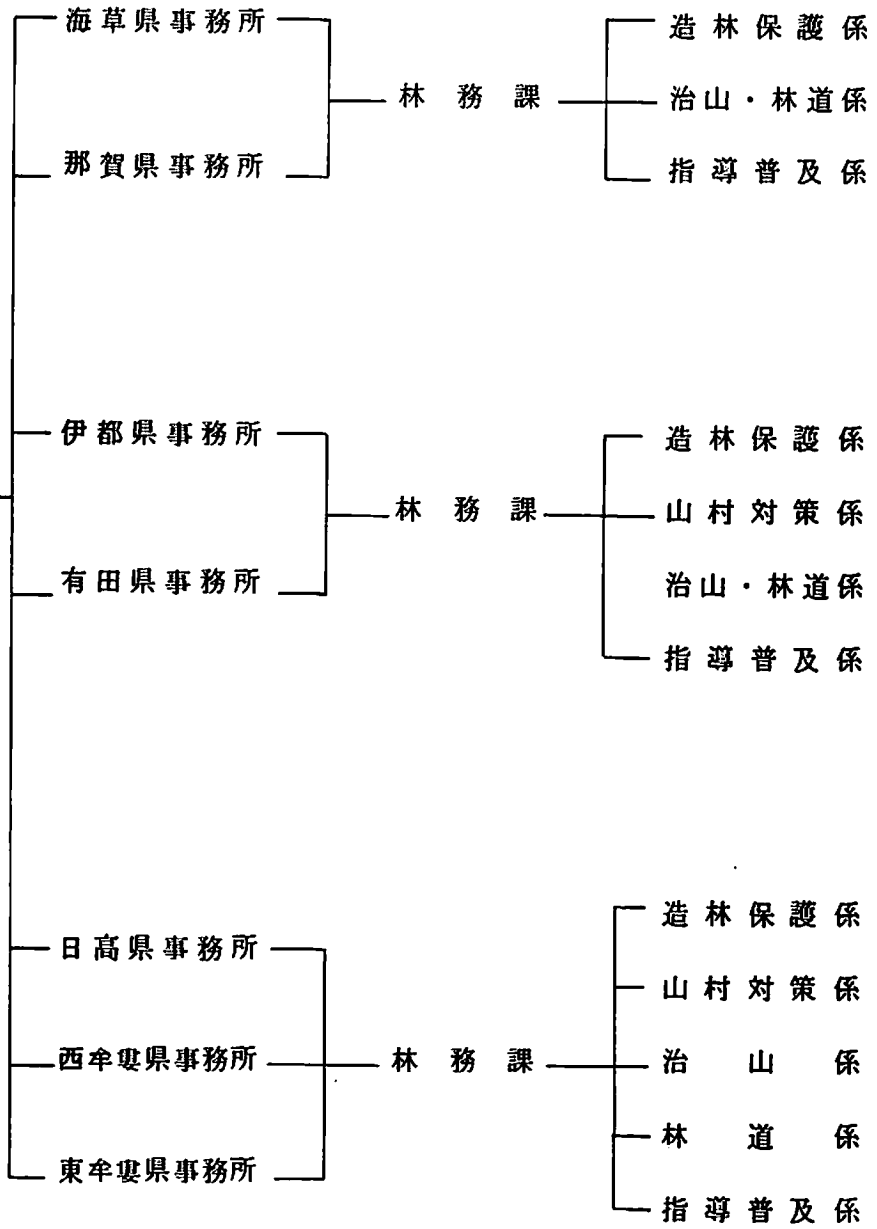 海草県事務所
那賀県事務所
林務課
造林保護係
治山・林道係
指導普及係
伊都県事務所
有田県事務所
林務課
造林保護係
山村対策係
治山・林道係
指導普及係
日高県事務所
西牟婁県事務所
東牟婁県事務所
林務課
造林保護係
山村対策係
治山係
林道係
指導普及係